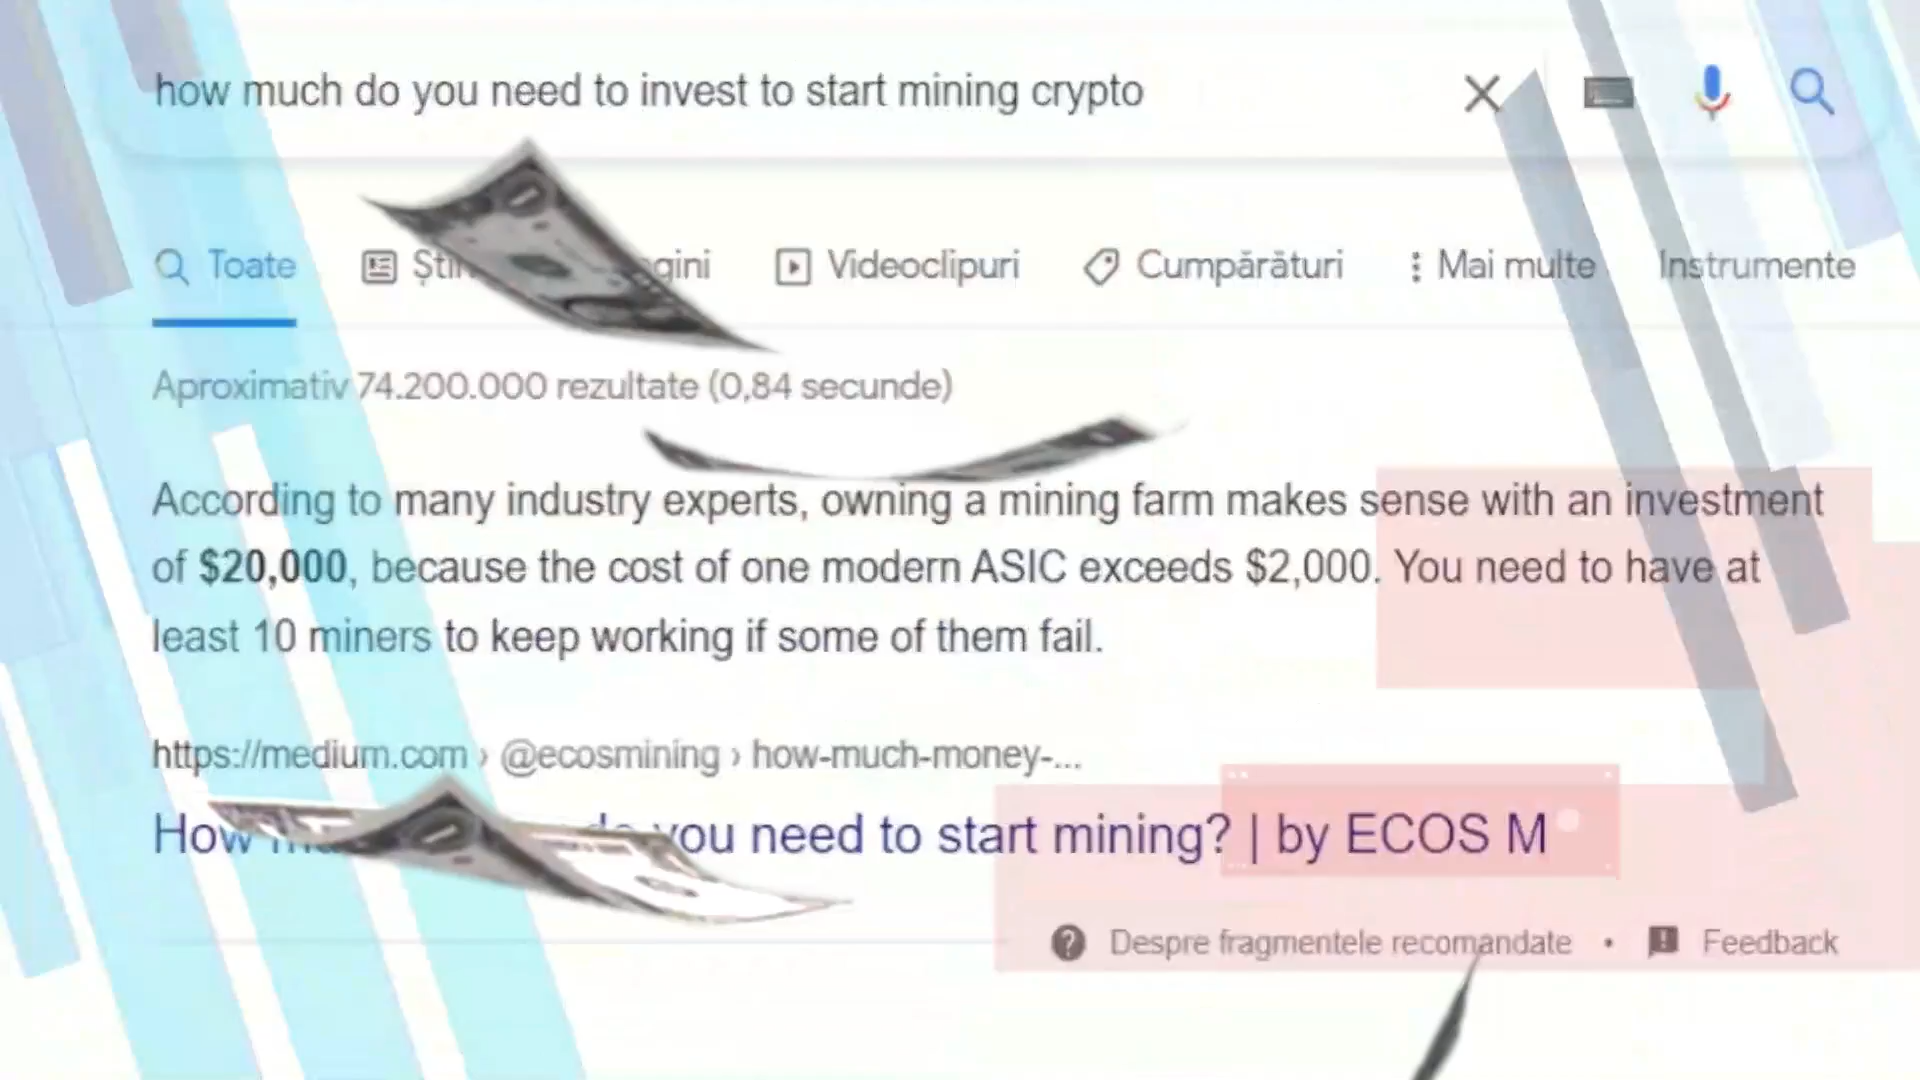 how much do you need to invest to start mining crypto
Toate Videoclipuri Cumpărături Mai multe Instrumente
Aproximativ 74.200.000 rezultate (0,84 secunde)
According to many industry experts, owning a mining farm makes sense with an investment
of $20,000, because the cost of one modern ASIC exceeds $2,000. You need to have at
least 10 miners to keep working if some of them fail.
https://medium.com › @ecosmining › how-much-money-...
How you need to start mining? | by ECOS M
Despre fragmentele recomandate • Feedback